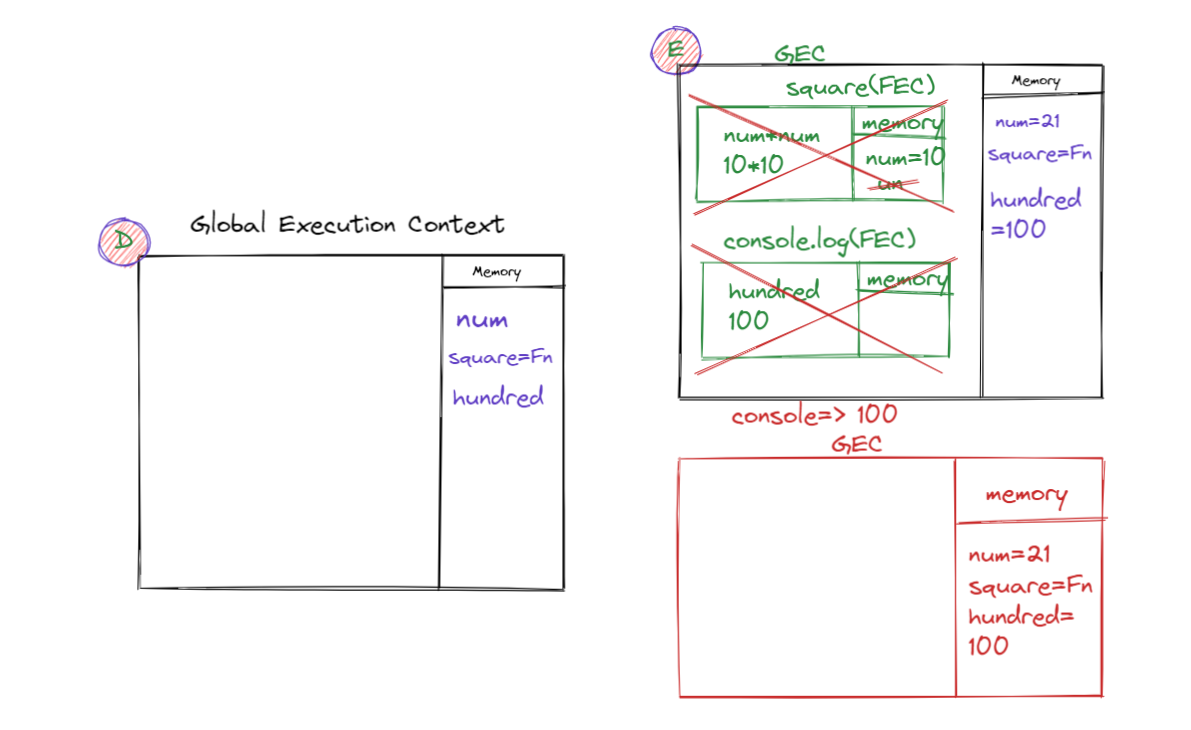 D
Global Execution Context
Memory
num
square=Fn
hundred
E
GEC
square(FEC)
num*num
10*10
memory
num=10
un
console.log(FEC)
hundred
100
memory
Memory
num=21
square=Fn
hundred
=100
console=> 100
GEC
memory
num=21
square=Fn
hundred=
100